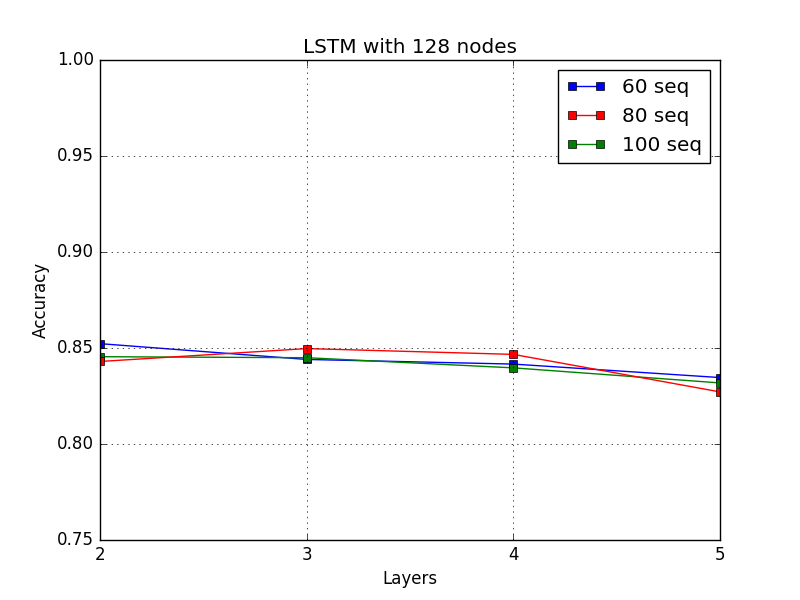 LSTM with 128 nodes
1.00
0.95
0.90
0.85
0.80
0.75
Accuracy
60 seq
80 seq
100 seq
2 3 4 5
Layers